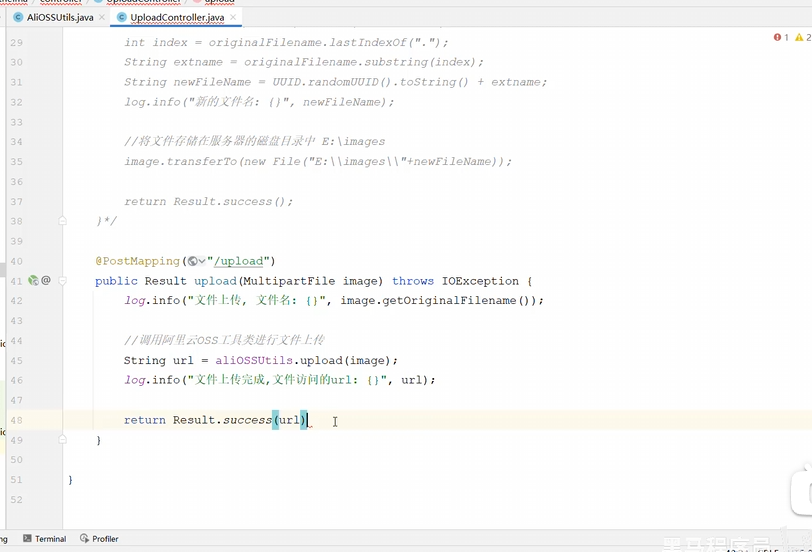 controller
UploadController
upload
AliOSSUtils.java
UploadController.java
1
2
29 int index = originalFilename.lastIndexOf(".");
30 String extname = originalFilename.substring(index);
31 String newFileName = UUID.randomUUID().toString() + extname;
32 log.info("新的文件名: {}", newFileName);
33
34 //将文件存储在服务器的磁盘目录中 E:\images
35 image.transferTo(new File("E:\\images\\"+newFileName));
36
37 return Result.success();
38 }*/
39
40 @PostMapping("/upload")
41 public Result upload(MultipartFile image) throws IOException {
42 log.info("文件上传, 文件名: {}", image.getOriginalFilename());
43
44 //调用阿里云OSS工具类进行文件上传
45 String url = aliOSSUtils.upload(image);
46 log.info("文件上传完成,文件访问的url: {}", url);
47
48 return Result.success(url)
49 }
50
51 }
52
Terminal
Profiler